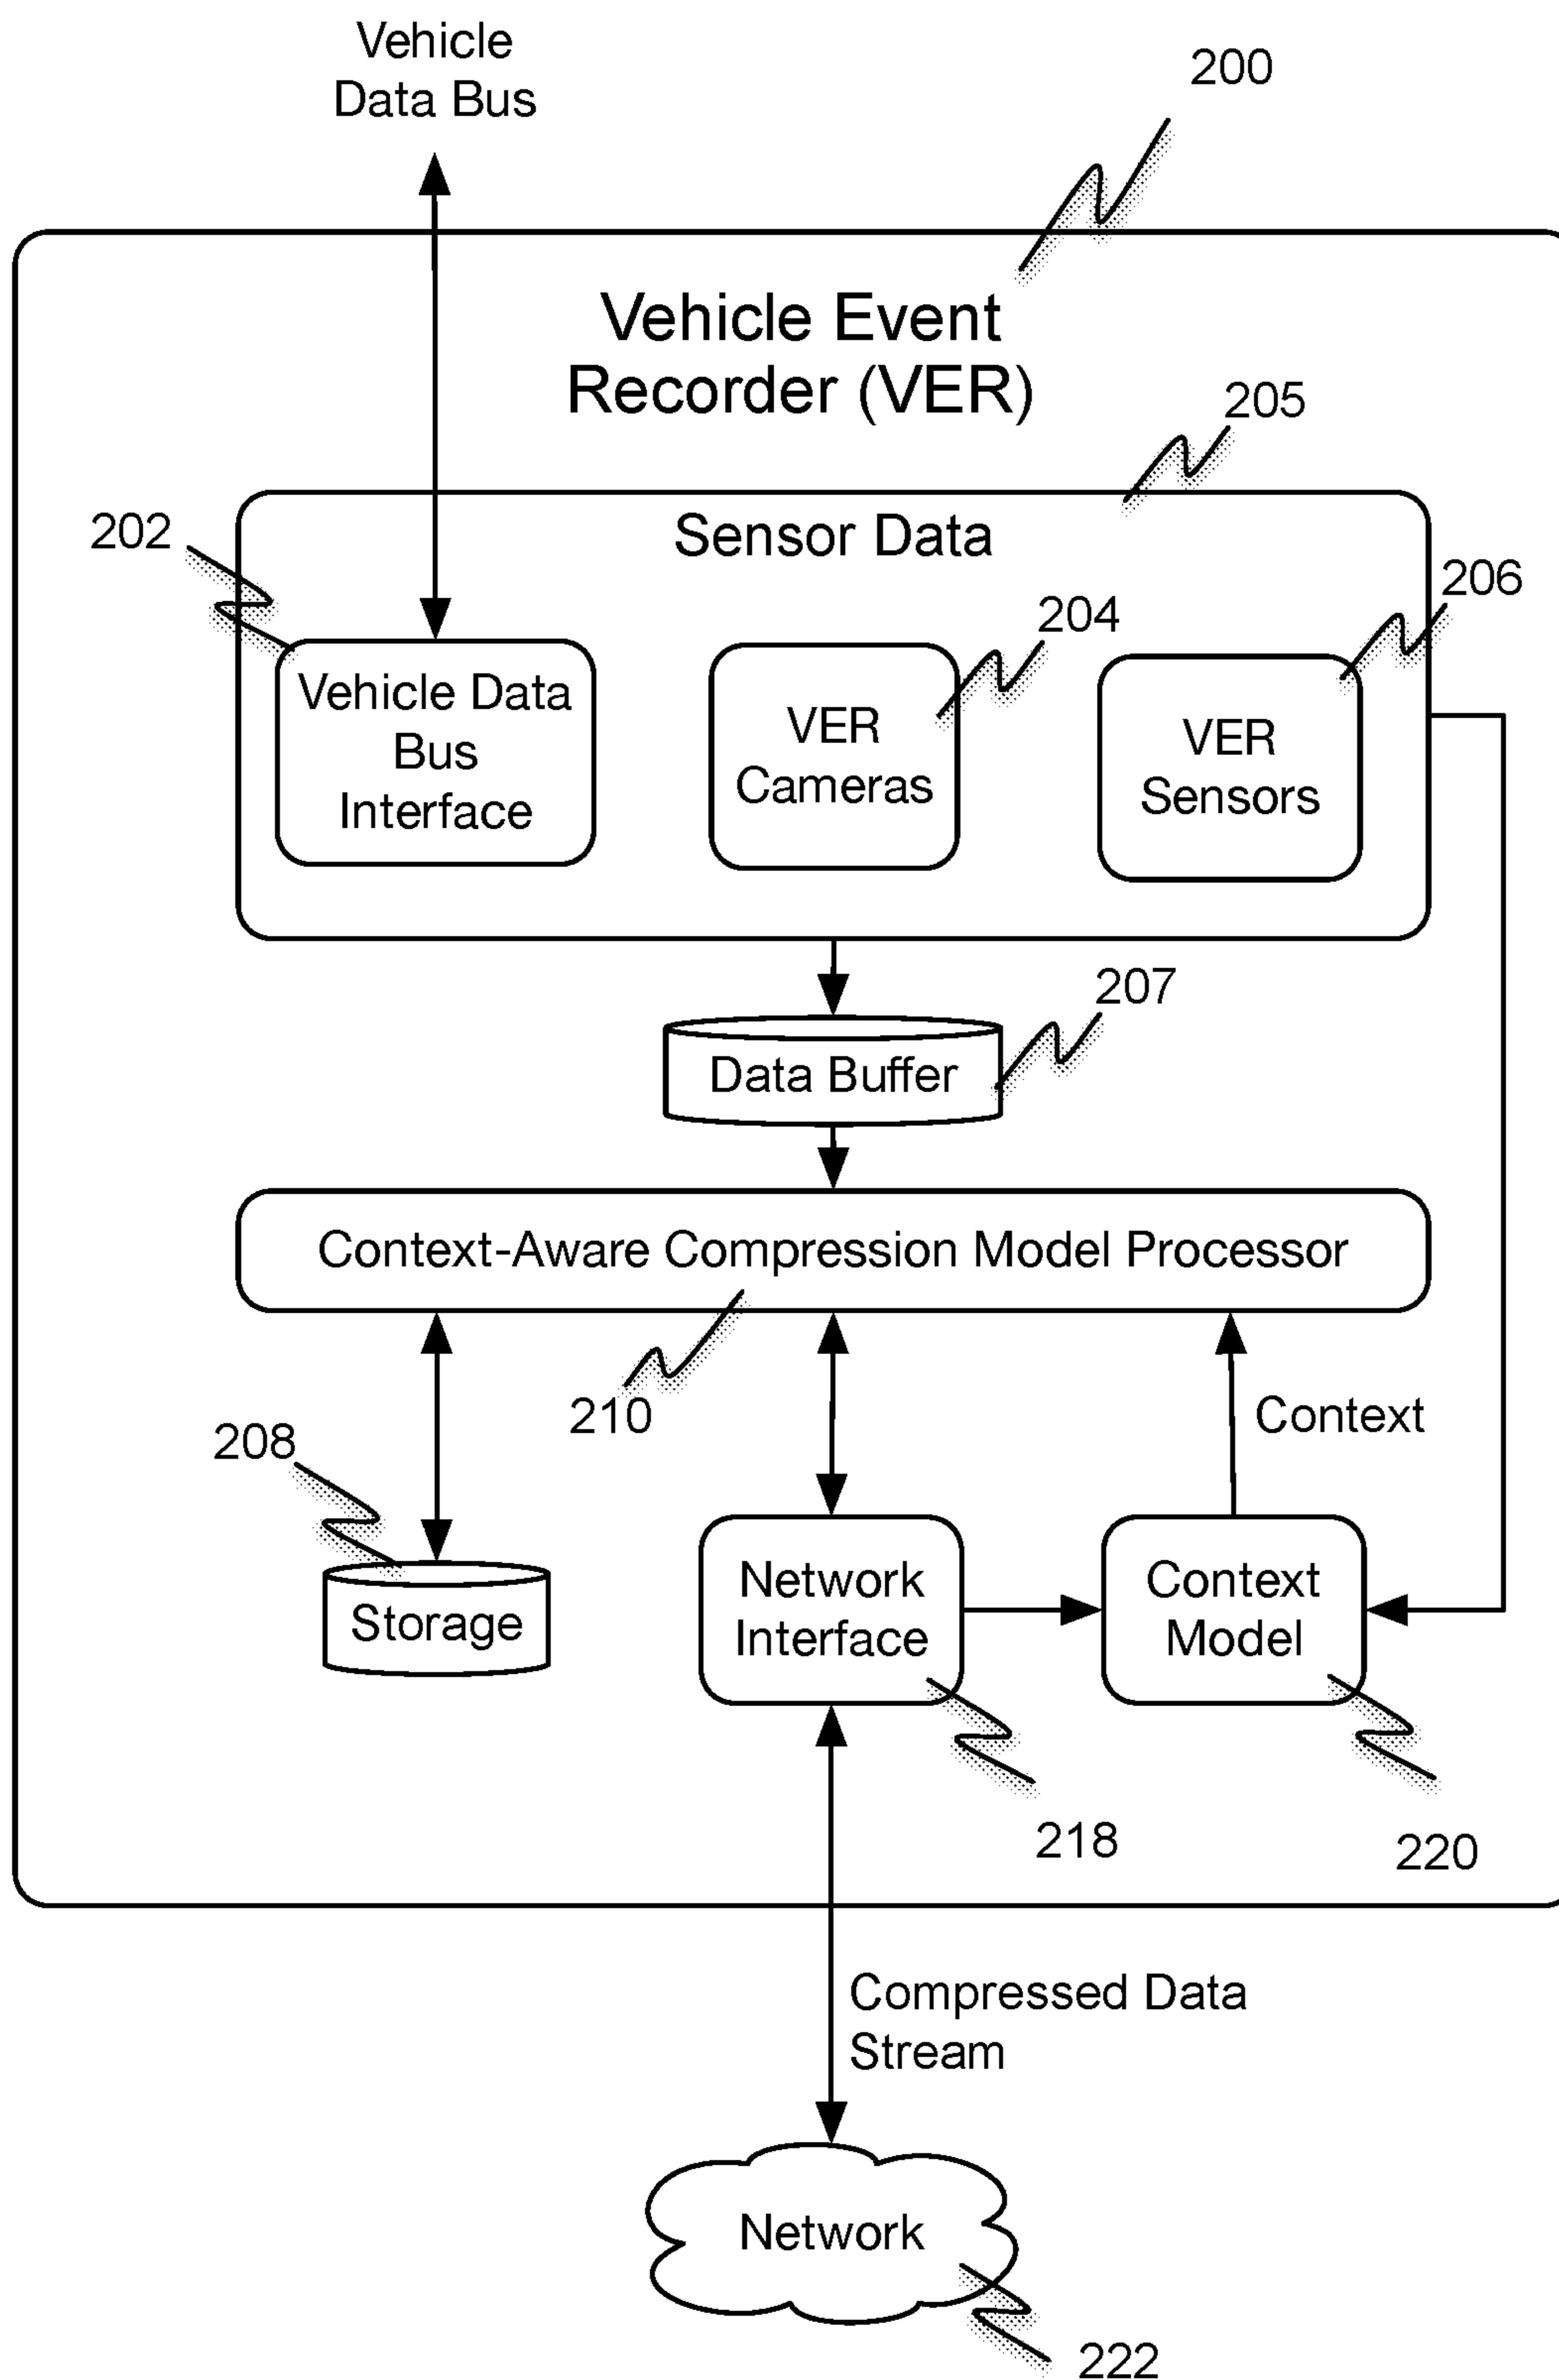 Vehicle
Data Bus
200
Vehicle Event
Recorder (VER)
205
Sensor Data
202
206
204
Vehicle Data
Bus
Interface
VER
Cameras
VER
Sensors
207
Data Buffer
Context-Aware Compression Model Processor
210
Context
208
Storage
Network
Interface
Context
Model
218
220
Compressed Data
Stream
Network
222